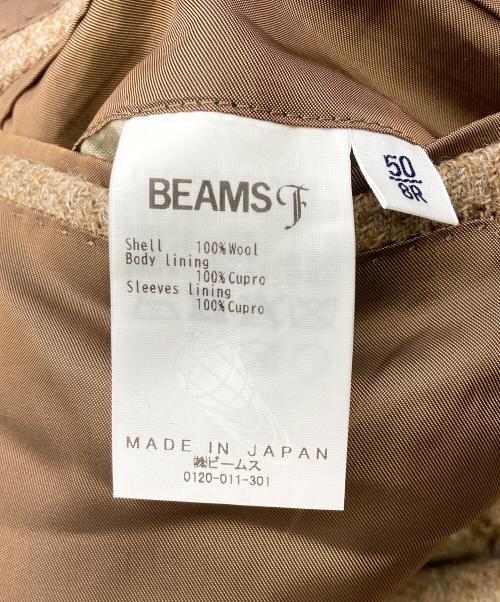 50
8R
BEAMS F
Shell 100%Wool
Body lining
100%Cupro
Sleeves lining
100%Cupro
MADE IN JAPAN
㈱ビームス
0120-011-301